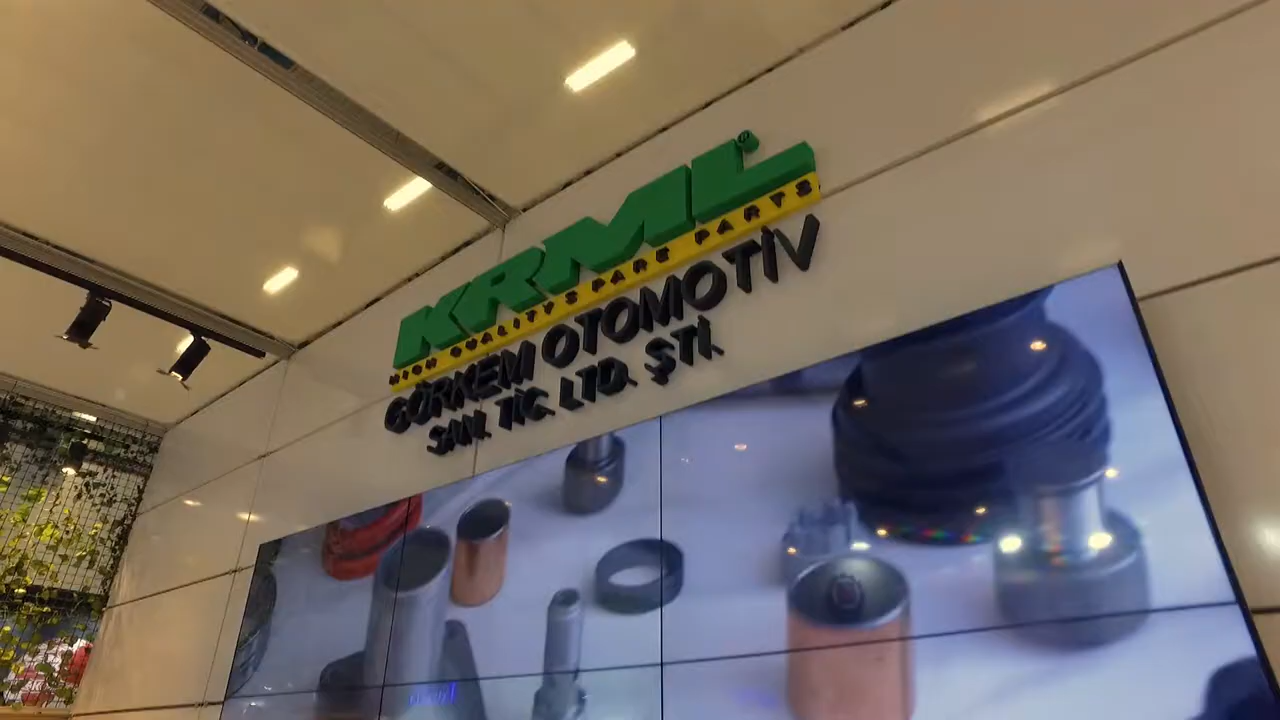 KRML®
HIGH QUALITY SPARE PARTS
GÖRKEM OTOMOTİV
SAN. TİC. LTD. ŞTİ.